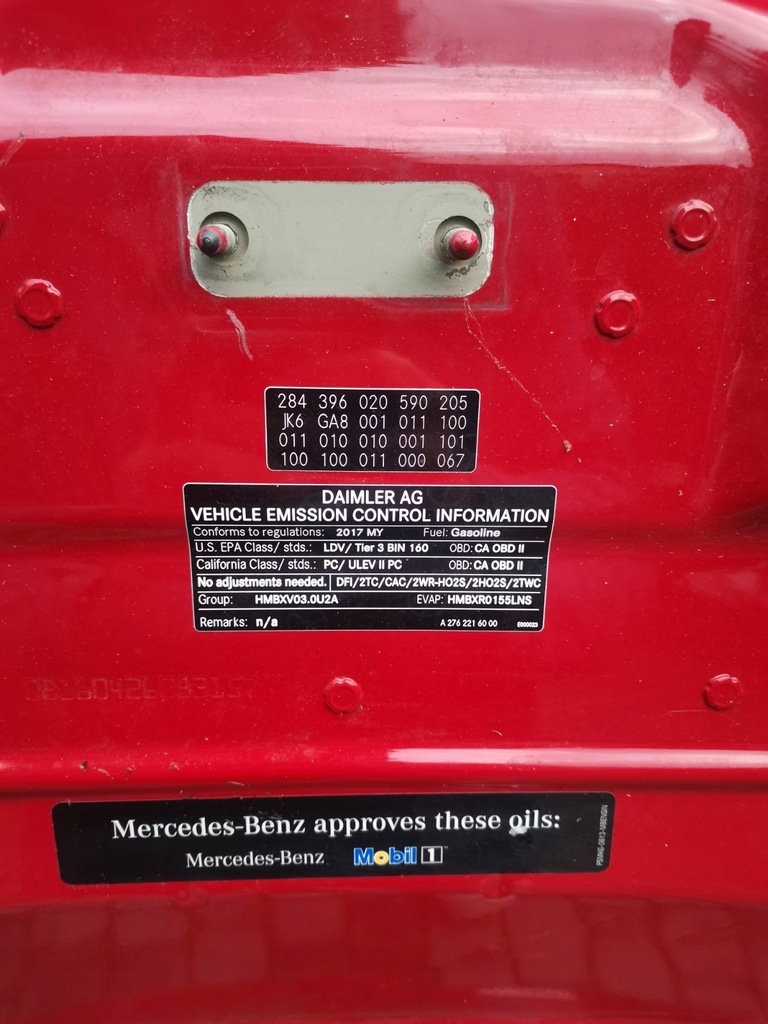 284 396 020 590 205
JK6 GA8 001 011 100
011 010 010 001 101
100 100 011 000 067
DAIMLER AG
VEHICLE EMISSION CONTROL INFORMATION
Conforms to regulations: 2017 MY Fuel: Gasoline
U.S. EPA Class/ stds.: LDV/ Tier 3 BIN 160 OBD: CA OBD II
California Class/ stds.: PC/ ULEV II PC OBD: CA OBD II
No adjustments needed. DFI/2TC/CAC/2WR-HO2S/2HO2S/2TWC
Group: HMBXV03.0U2A EVAP: HMBXR0155LNS
Remarks: n/a A 276 221 60 00 E000023
Mercedes-Benz approves these oils:
Mercedes-Benz Mobil 1